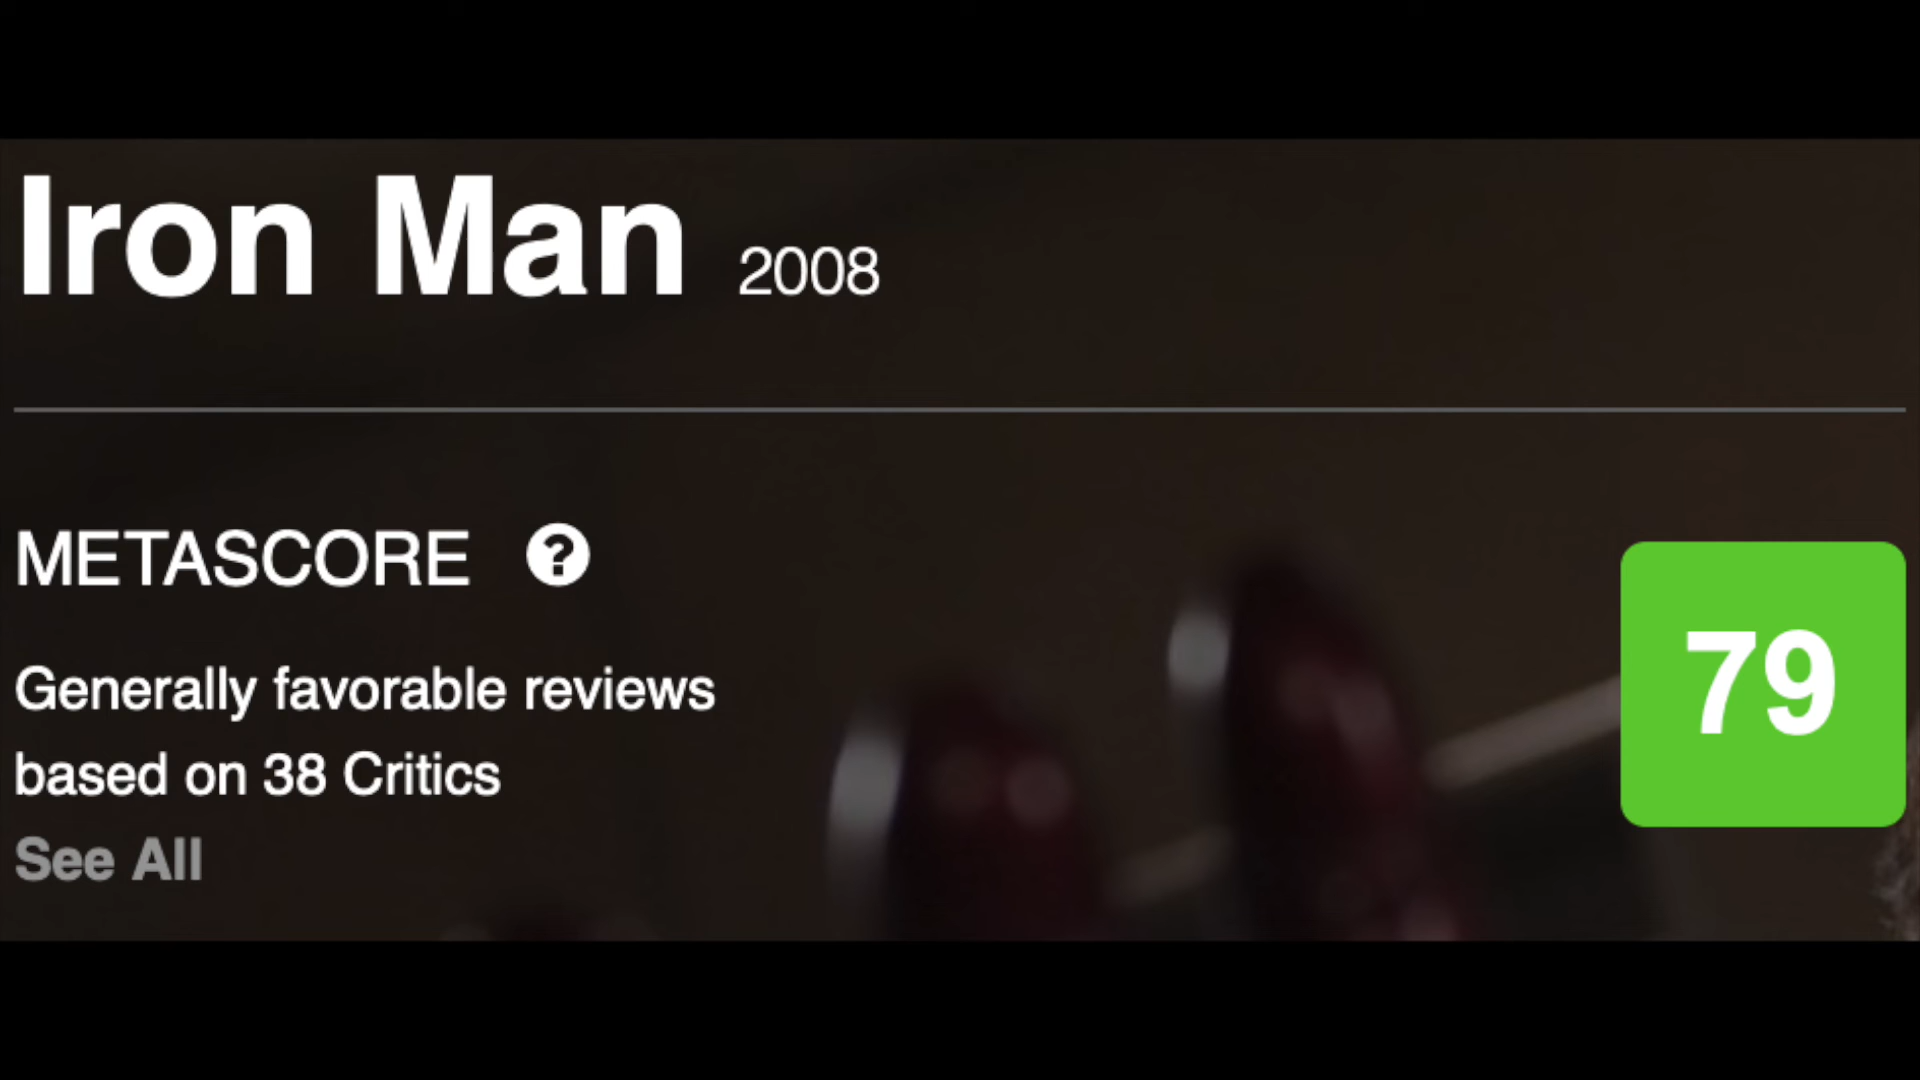 Iron Man 2008
METASCORE ?
Generally favorable reviews
based on 38 Critics
See All
79